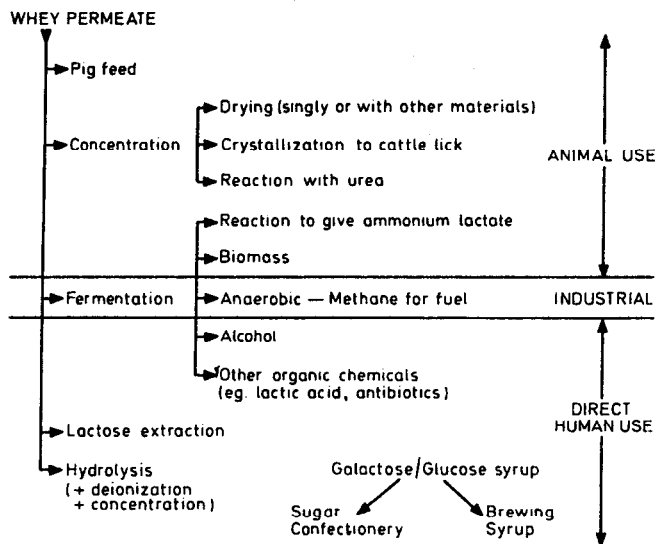 WHEY PERMEATE
Pig feed
Drying (singly or with other materials)
Concentration
Crystallization to cattle lick
ANIMAL USE
Reaction with urea
Reaction to give ammonium lactate
Biomass
Fermentation
Anaerobic — Methane for fuel
INDUSTRIAL
Alcohol
Other organic chemicals
(eg. lactic acid, antibiotics)
DIRECT
HUMAN USE
Lactose extraction
Hydrolysis
(+ deionization
+ concentration)
Galactose/Glucose syrup
Sugar
Confectionery
Brewing
Syrup